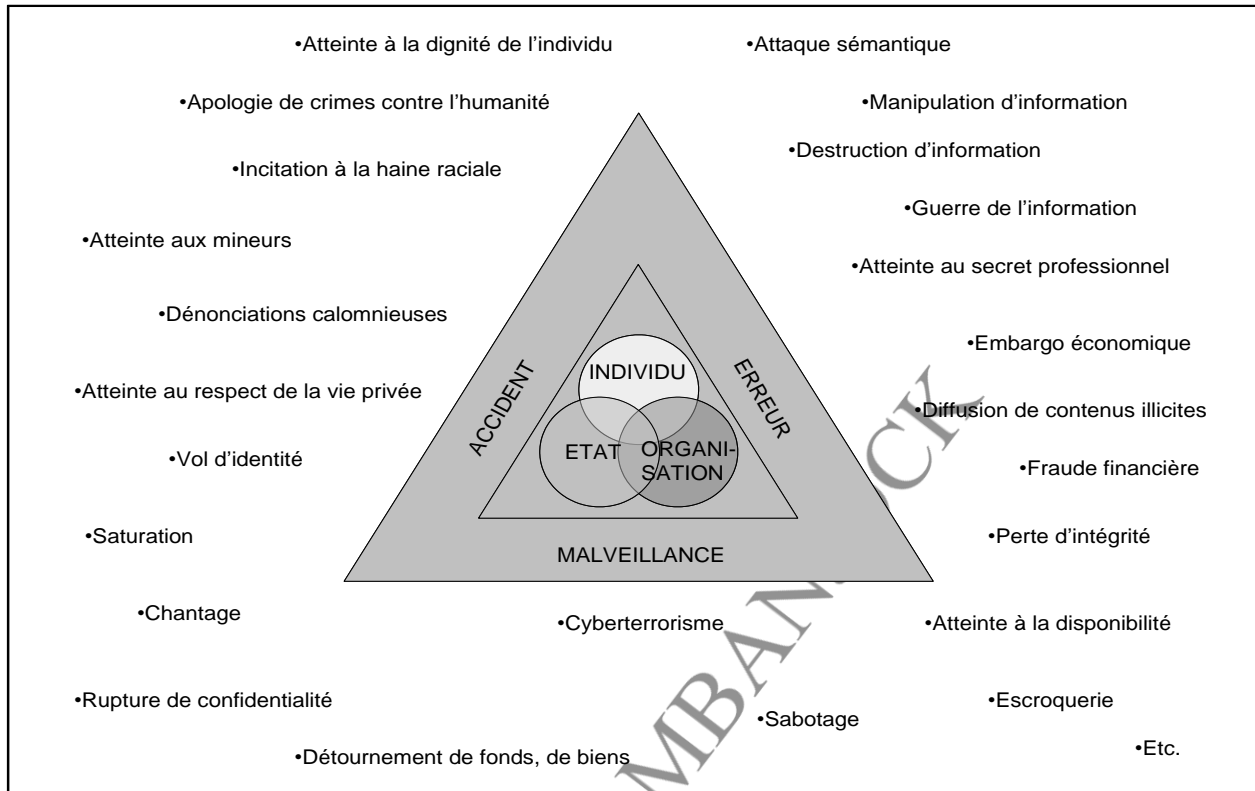 •Atteinte à la dignité de l'individu
•Attaque sémantique
•Apologie de crimes contre l'humanité
•Manipulation d'information
•Destruction d'information
•Incitation à la haine raciale
•Guerre de l'information
•Atteinte aux mineurs
•Atteinte au secret professionnel
•Dénonciations calomnieuses
•Embargo économique
INDIVIDU
ACCIDENT
ERREUR
•Atteinte au respect de la vie privée
•Diffusion de contenus illicites
ETAT
ORGANI-
SATION
•Vol d'identité
•Fraude financière
•Saturation
•Perte d'intégrité
MALVEILLANCE
•Chantage
•Cyberterrorisme
•Atteinte à la disponibilité
•Rupture de confidentialité
•Escroquerie
•Sabotage
•Etc.
•Détournement de fonds, de biens